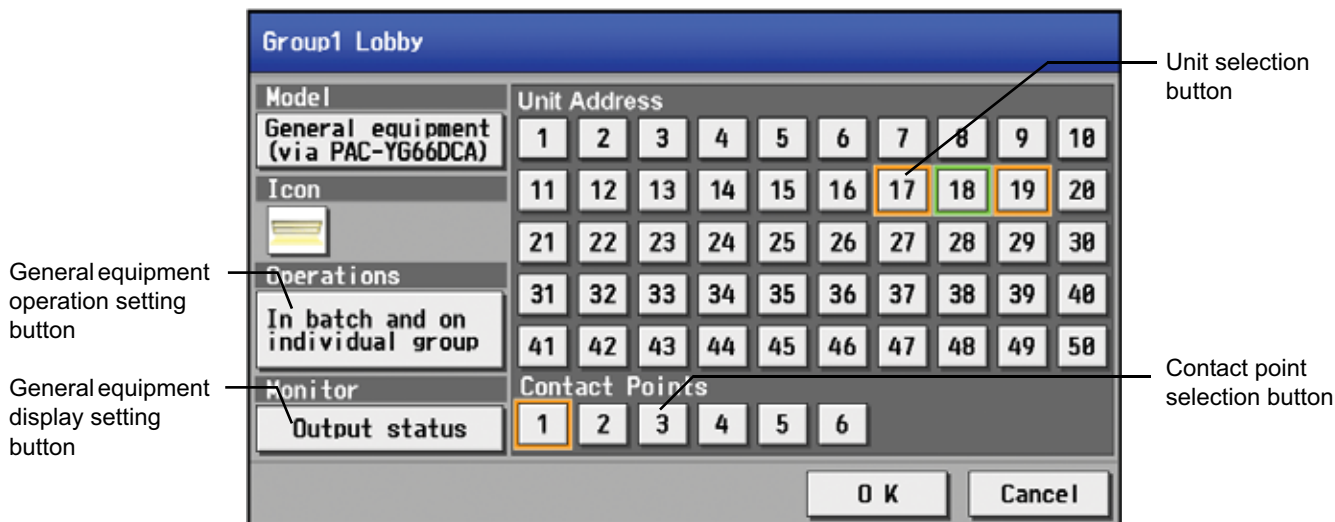 Group1 Lobby
Model
General equipment
(via PAC-YG66DCA)
Icon
Operations
In batch and on
individual group
Monitor
Output status
Unit Address
1 2 3 4 5 6 7 8 9 10
11 12 13 14 15 16 17 18 19 20
21 22 23 24 25 26 27 28 29 30
31 32 33 34 35 36 37 38 39 40
41 42 43 44 45 46 47 48 49 50
Contact Points
1 2 3 4 5 6
OK Cancel
General equipment
operation setting
button
General equipment
display setting
button
Unit selection
button
Contact point
selection button